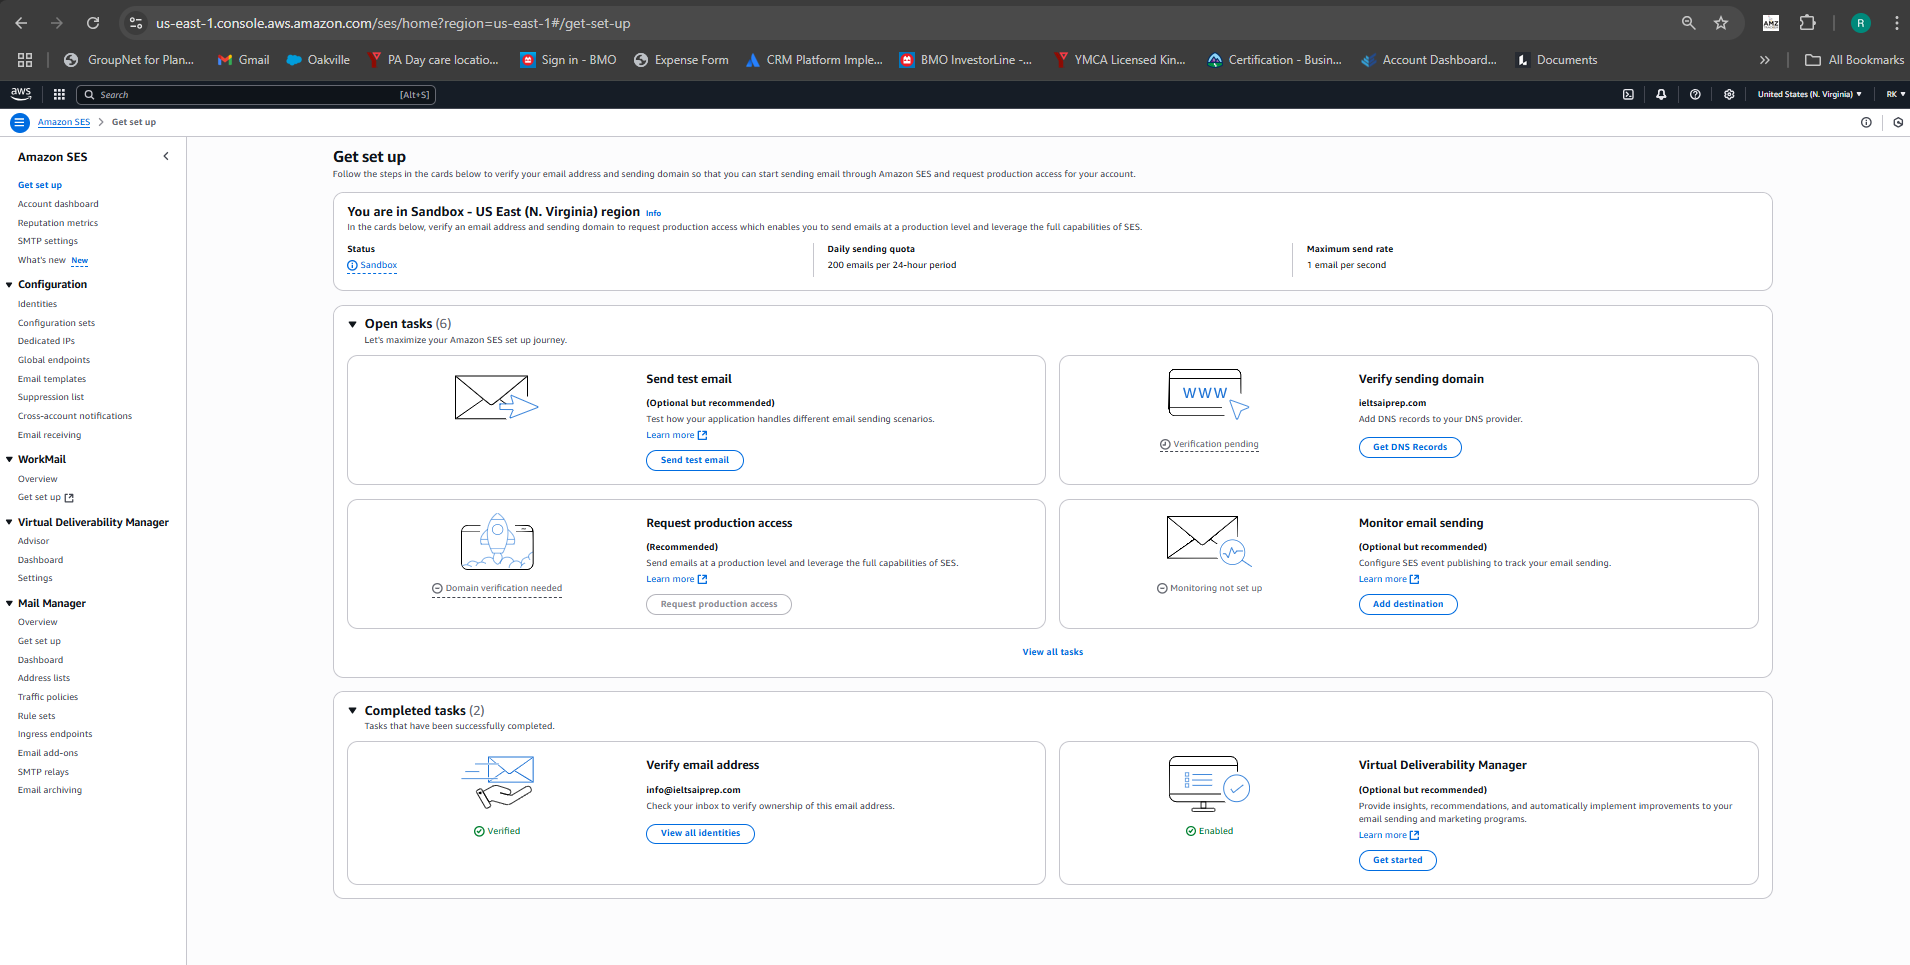 us-east-1.console.aws.amazon.com/ses/home?region=us-east-1#/get-set-up
AMZ
R
GroupNet for Plan...
Gmail
Oakville
PA Day care locatio...
Sign in - BMO
Expense Form
CRM Platform Imple...
BMO InvestorLine -...
YMCA Licensed Kin...
Certification - Busin...
Account Dashboard...
Documents
All Bookmarks
aws
Search
[Alt+S]
United States (N. Virginia)
RK
Amazon SES
Get set up
Amazon SES
Get set up
Account dashboard
Reputation metrics
SMTP settings
What's new New
Configuration
Identities
Configuration sets
Dedicated IPs
Global endpoints
Email templates
Suppression list
Cross-account notifications
Email receiving
WorkMail
Overview
Get set up
Virtual Deliverability Manager
Advisor
Dashboard
Settings
Mail Manager
Overview
Get set up
Dashboard
Address lists
Traffic policies
Rule sets
Ingress endpoints
Email add-ons
SMTP relays
Email archiving
Get set up
Follow the steps in the cards below to verify your email address and sending domain so that you can start sending email through Amazon SES and request production access for your account.
You are in Sandbox - US East (N. Virginia) region Info
In the cards below, verify an email address and sending domain to request production access which enables you to send emails at a production level and leverage the full capabilities of SES.
Status
Sandbox
Daily sending quota
200 emails per 24-hour period
Maximum send rate
1 email per second
Open tasks (6)
Let's maximize your Amazon SES set up journey.
Send test email
(Optional but recommended)
Test how your application handles different email sending scenarios.
Learn more
Send test email
WWW
Verification pending
Verify sending domain
ieltsaiprep.com
Add DNS records to your DNS provider.
Get DNS Records
Domain verification needed
Request production access
(Recommended)
Send emails at a production level and leverage the full capabilities of SES.
Learn more
Request production access
Monitoring not set up
Monitor email sending
(Optional but recommended)
Configure SES event publishing to track your email sending.
Learn more
Add destination
View all tasks
Completed tasks (2)
Tasks that have been successfully completed.
Verified
Verify email address
info@ieltsaiprep.com
Check your inbox to verify ownership of this email address.
View all identities
Enabled
Virtual Deliverability Manager
(Optional but recommended)
Provide insights, recommendations, and automatically implement improvements to your
email sending and marketing programs.
Learn more
Get started